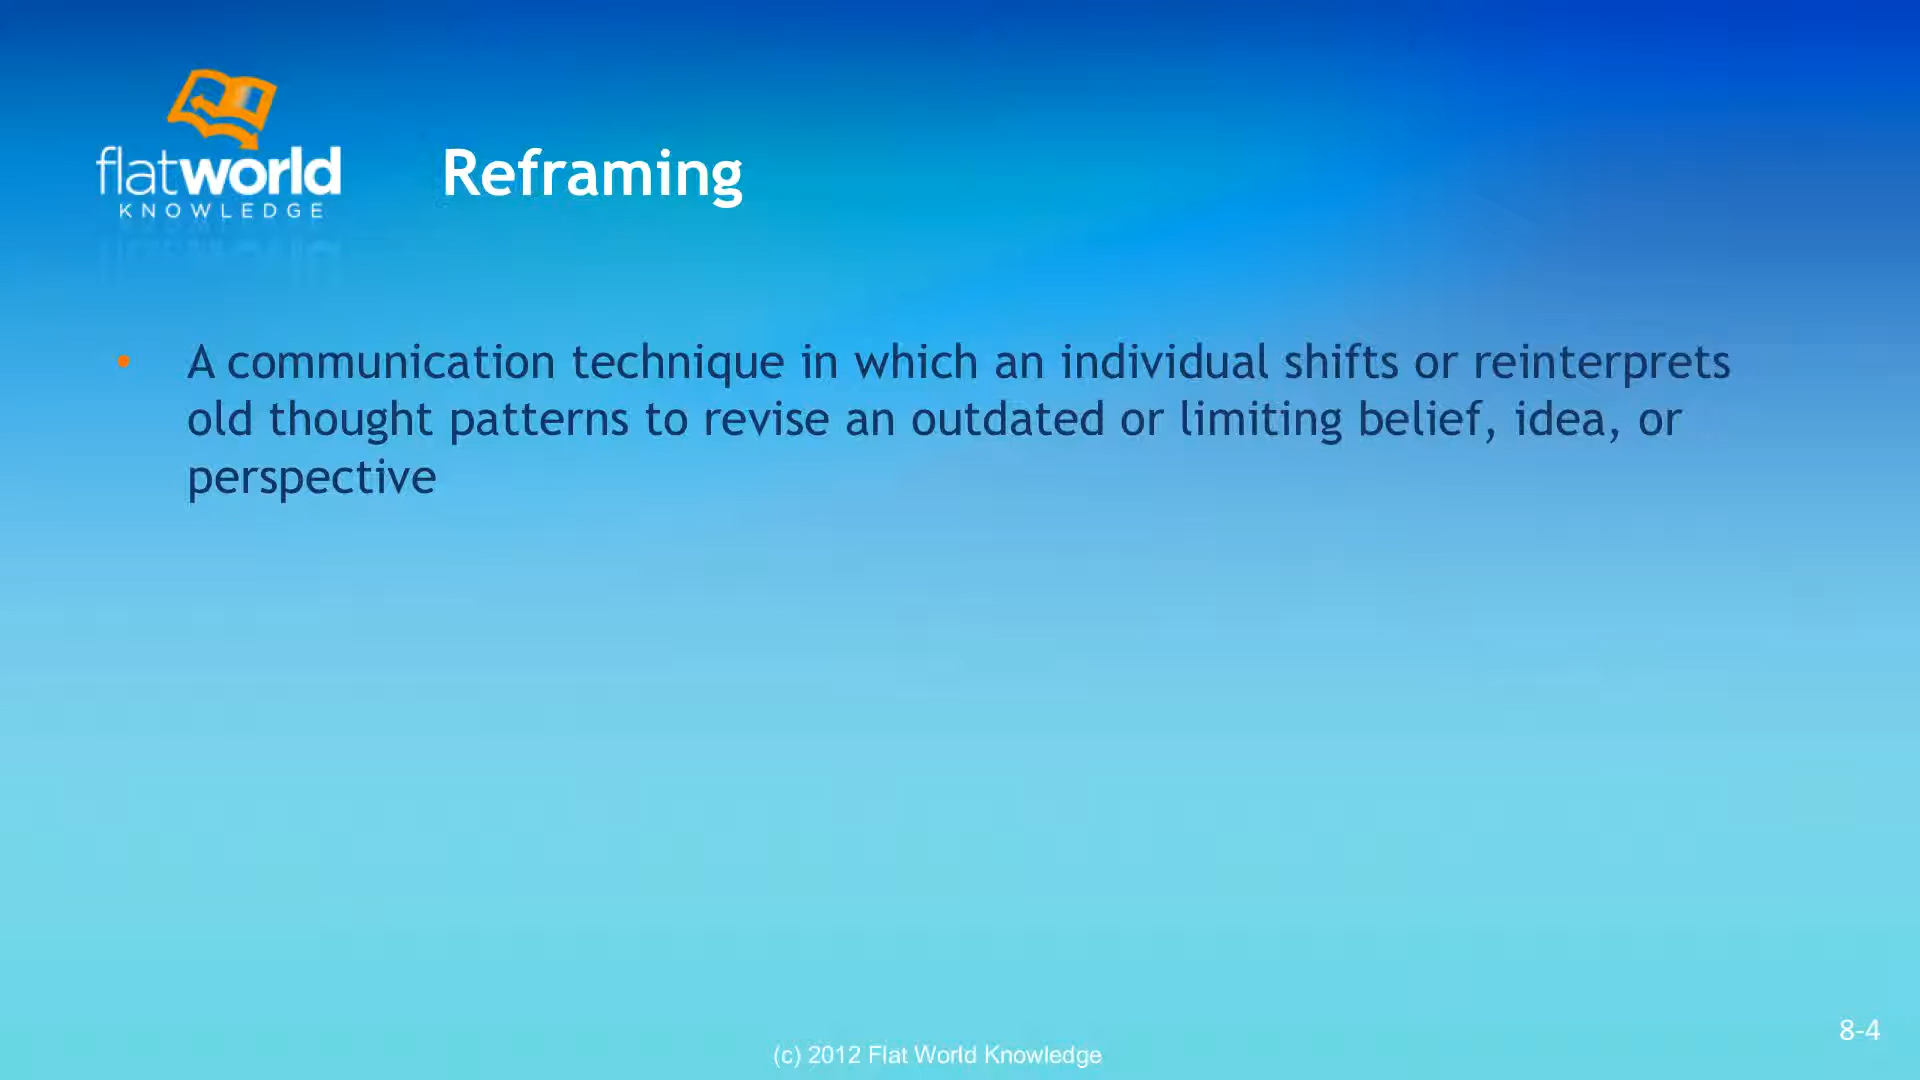 flatworld
KNOWLEDGE
Reframing
• A communication technique in which an individual shifts or reinterprets
old thought patterns to revise an outdated or limiting belief, idea, or
perspective
8-4
(c) 2012 Flat World Knowledge